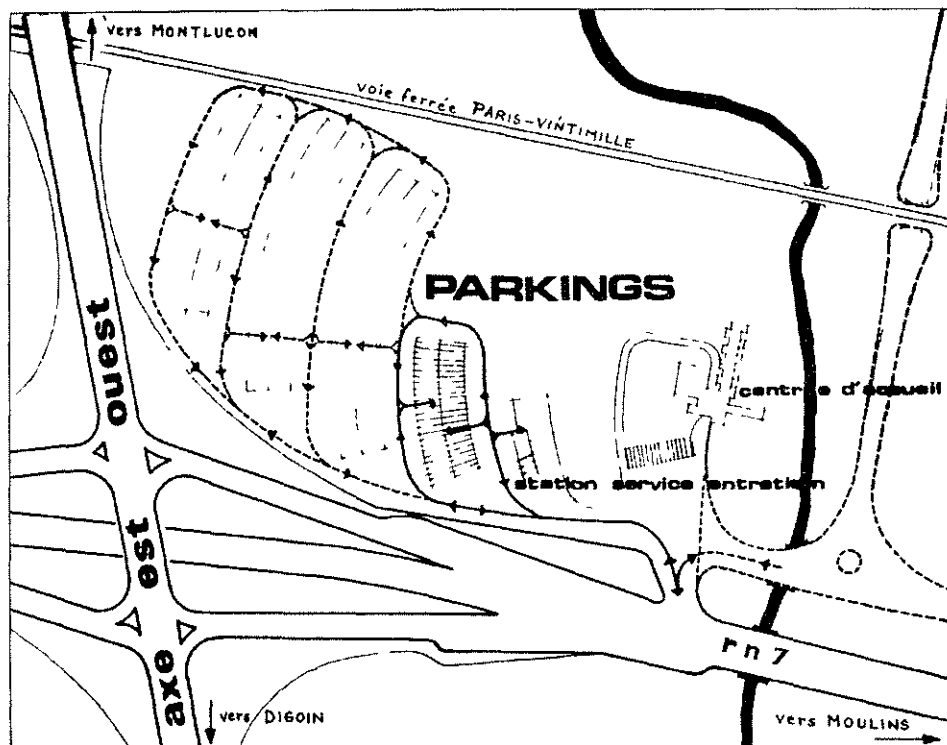 vers MONTLUCON
voie ferrée PARIS-VINTIMILLE
PARKINGS
centre d'accueil
station service entretien
axe est ouest
rn7
vers DIGOIN
vers MOULINS